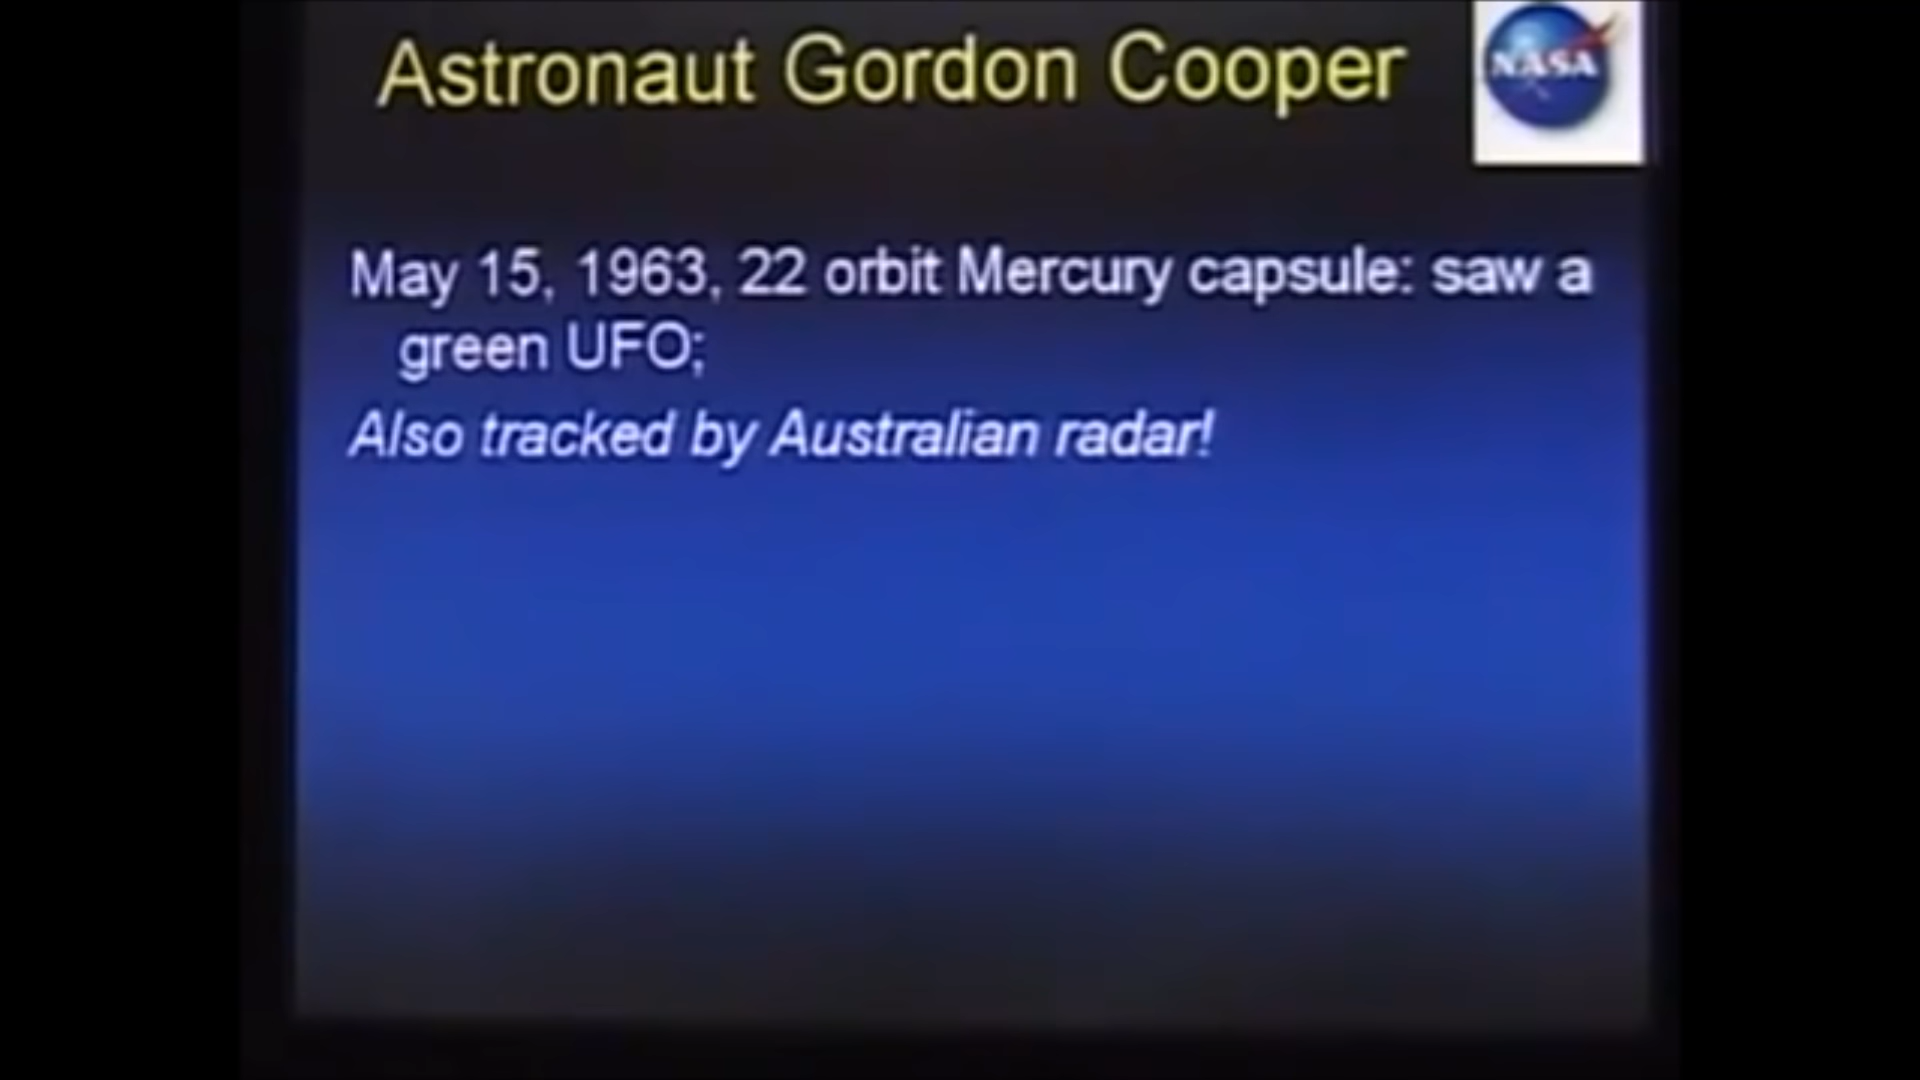 Astronaut Gordon Cooper
NASA
May 15, 1963, 22 orbit Mercury capsule: saw a
green UFO;
Also tracked by Australian radar!